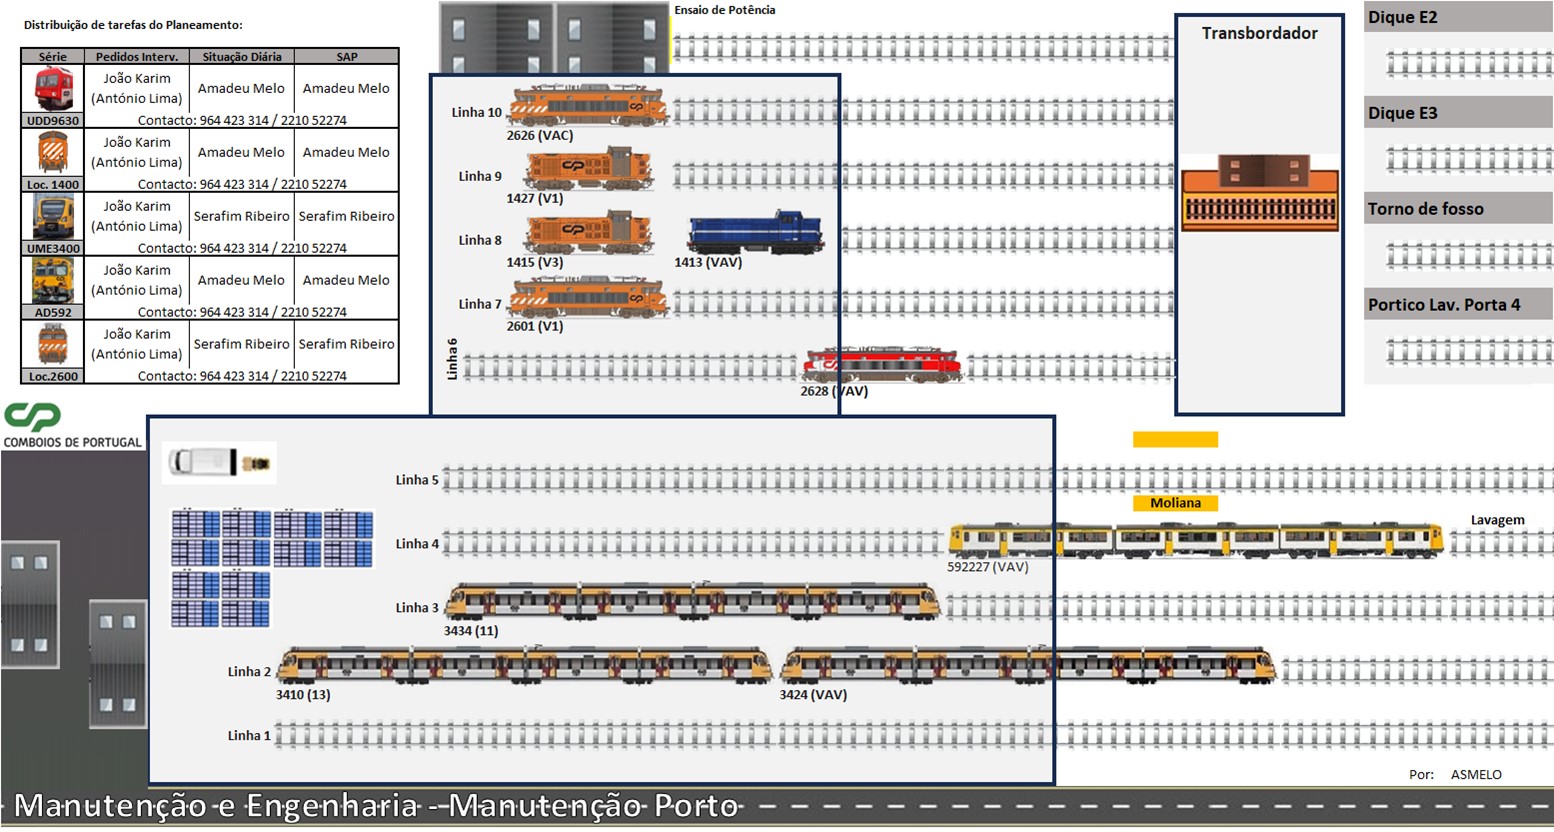 Distribuição de tarefas do Planeamento:
Série Pedidos Interv. Situação Diária SAP
João Karim
(António Lima) Amadeu Melo Amadeu Melo
UDD9630 Contacto: 964 423 314 / 2210 52274
João Karim
(António Lima) Amadeu Melo Amadeu Melo
Loc. 1400 Contacto: 964 423 314 / 2210 52274
João Karim
(António Lima) Serafim Ribeiro Serafim Ribeiro
UME3400 Contacto: 964 423 314 / 2210 52274
João Karim
(António Lima) Amadeu Melo Amadeu Melo
AD592 Contacto: 964 423 314 / 2210 52274
João Karim
(António Lima) Serafim Ribeiro Serafim Ribeiro
Loc.2600 Contacto: 964 423 314 / 2210 52274
CP
COMBOIOS DE PORTUGAL
Ensaio de Potência
Linha 10
2626 (VAC)
Linha 9
1427 (V1)
Linha 8
1415 (V3) 1413 (VAV)
Linha 7
2601 (V1)
Linha 6
2628 (VAV)
Transbordador
Dique E2
Dique E3
Torno de fosso
Portico Lav. Porta 4
Linha 5
Moliana
Lavagem
Linha 4
592227 (VAV)
Linha 3
3434 (11)
Linha 2
3410 (13) 3424 (VAV)
Linha 1
Por: ASMELO
Manutenção e Engenharia - Manutenção Porto